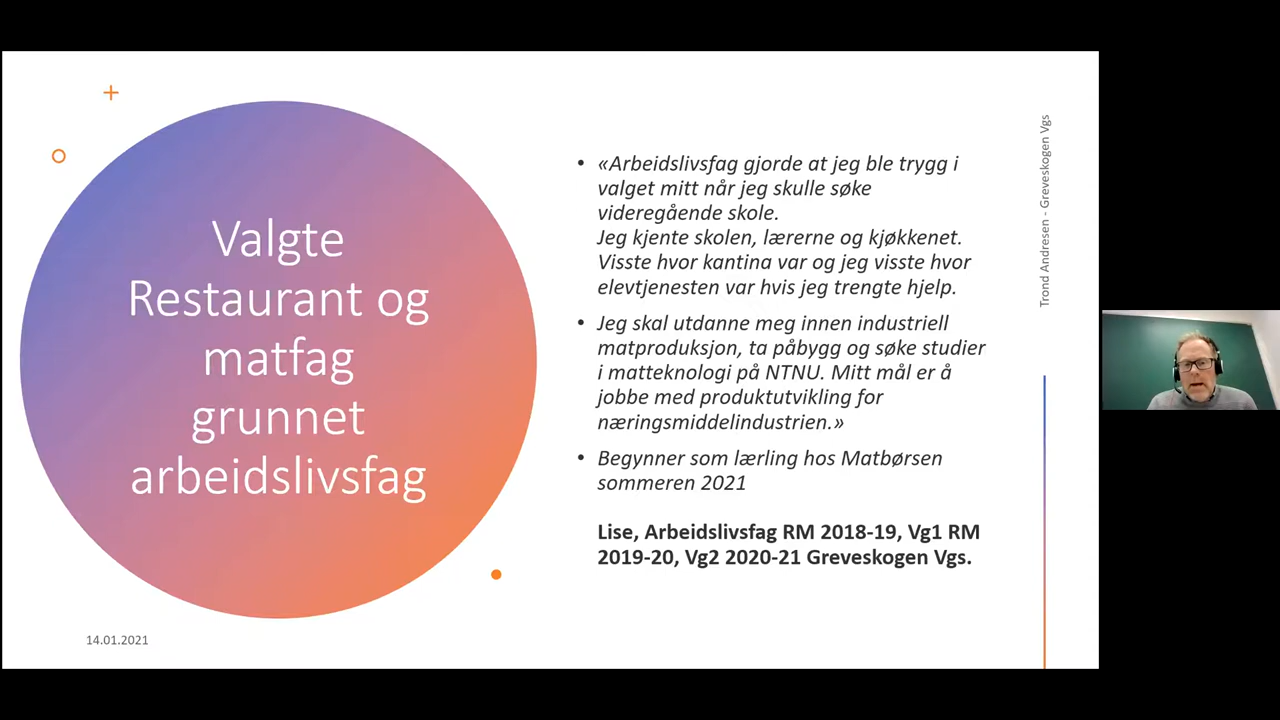 Valgte
Restaurant og
matfag
grunnet
arbeidslivsfag
• «Arbeidslivsfag gjorde at jeg ble trygg i
valget mitt når jeg skulle søke
videregående skole.
Jeg kjente skolen, lærerne og kjøkkenet.
Visste hvor kantina var og jeg visste hvor
elevtjenesten var hvis jeg trengte hjelp.
• Jeg skal utdanne meg innen industriell
matproduksjon, ta påbygg og søke studier
i matteknologi på NTNU. Mitt mål er å
jobbe med produktutvikling for
næringsmiddelindustrien.»
• Begynner som lærling hos Matbørsen
sommeren 2021
Lise, Arbeidslivsfag RM 2018-19, Vg1 RM
2019-20, Vg2 2020-21 Greveskogen Vgs.
Trond Andresen - Greveskogen Vgs
14.01.2021